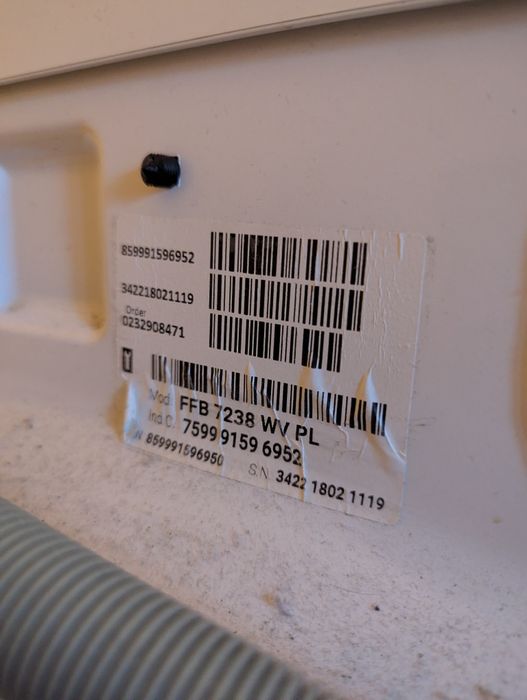 859991596952
342218021119
Order
0232908471
Mod. FFB 7238 WV PL
Ind.C. 7599 9159 6952
859991596950 S.N. 3422 1802 1119